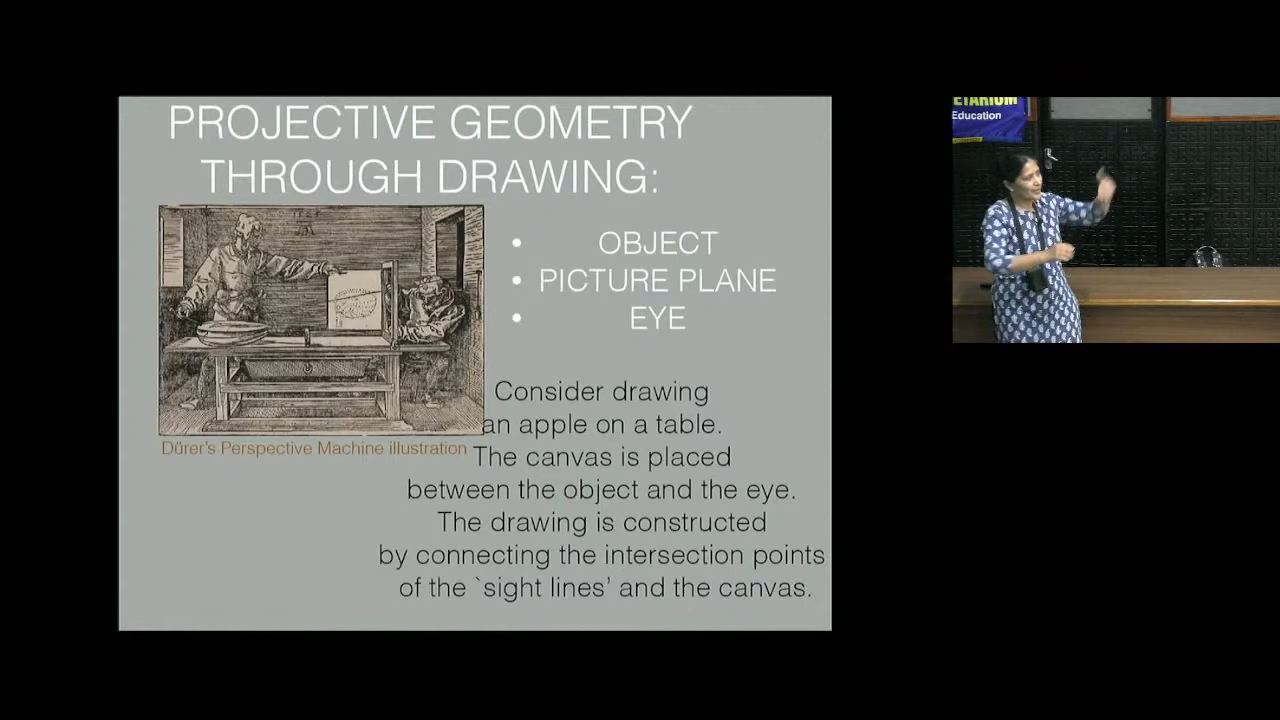 PROJECTIVE GEOMETRY
THROUGH DRAWING:
• OBJECT
• PICTURE PLANE
• EYE
Consider drawing
an apple on a table.
The canvas is placed
between the object and the eye.
The drawing is constructed
by connecting the intersection points
of the `sight lines' and the canvas.
Dürer's Perspective Machine illustration
Education